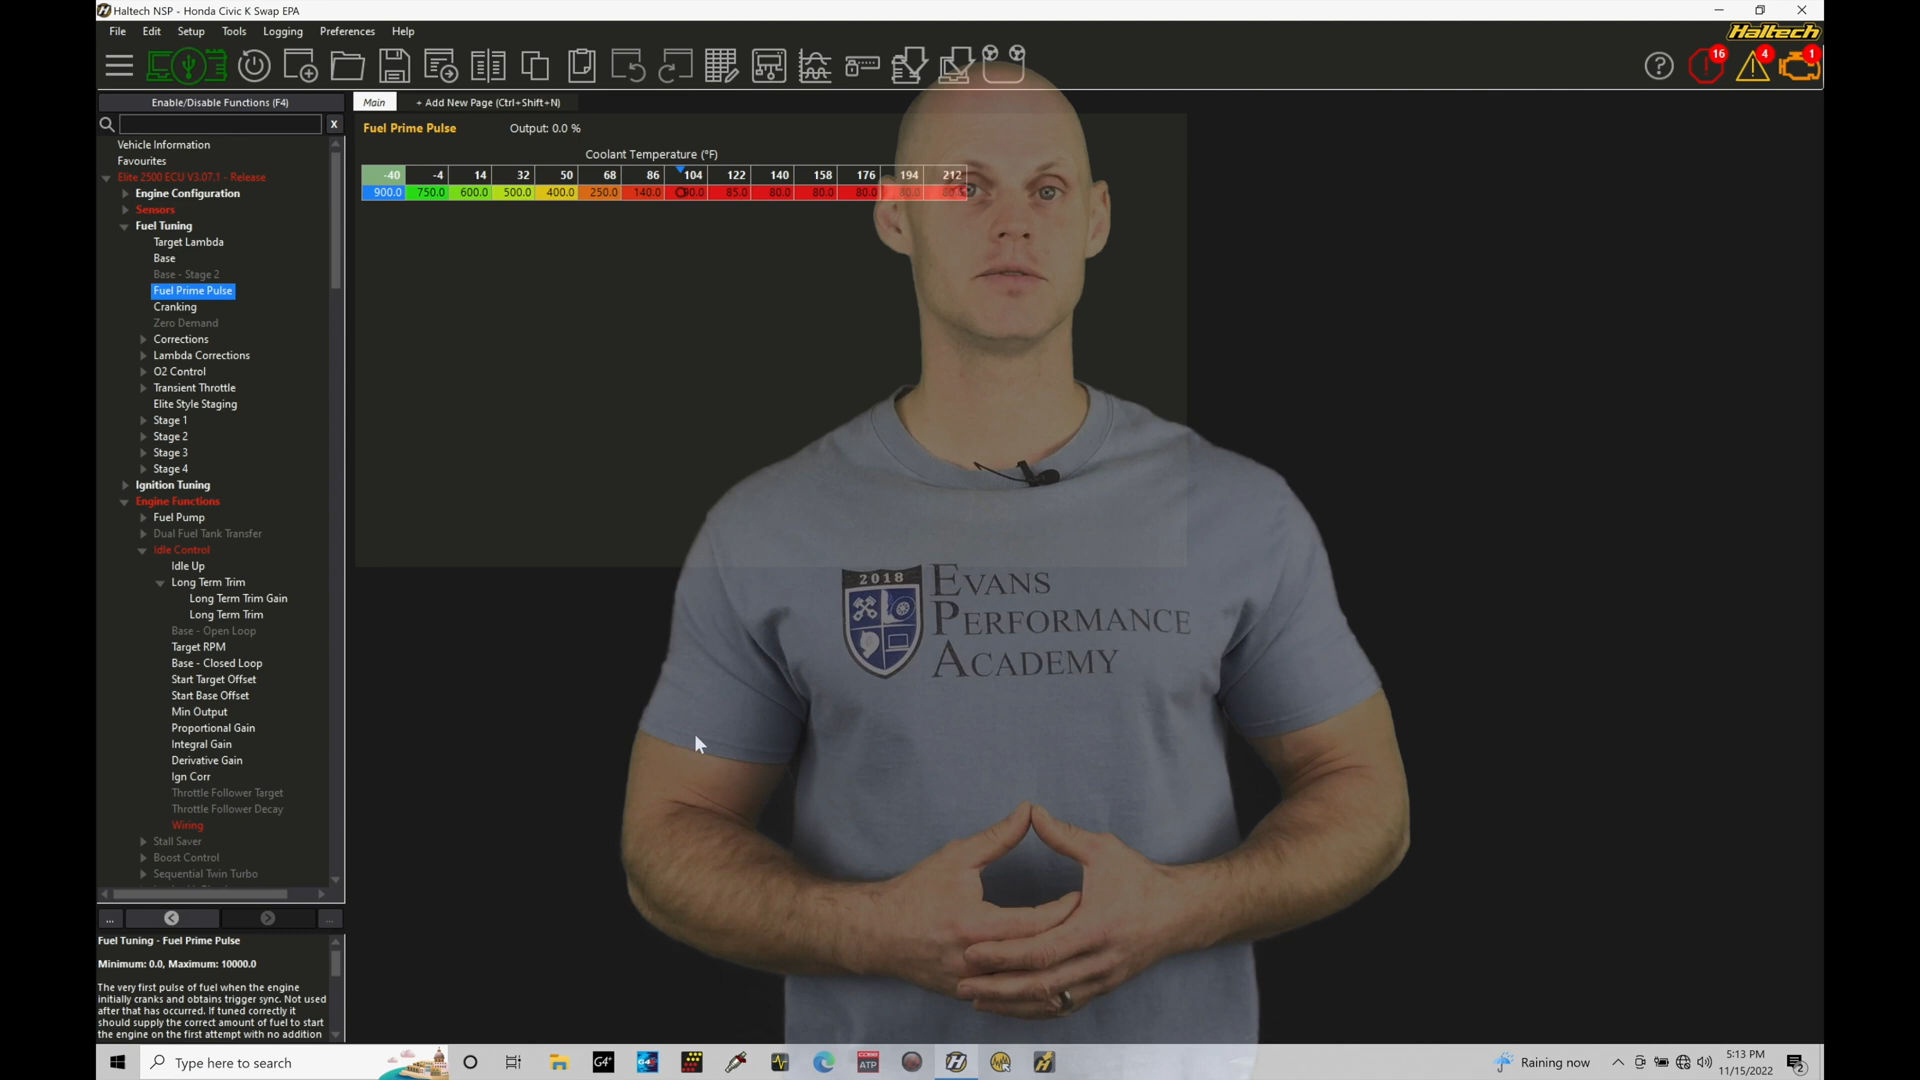 Haltech NSP - Honda Civic K Swap EPA
File Edit Setup Tools Logging Preferences Help
Haltech
16 4 1
Enable/Disable Functions (F4)
Main + Add New Page (Ctrl+Shift+N)
X
Vehicle Information
Favourites
Elite 2500 ECU V3.07.1 - Release
Engine Configuration
Sensors
Fuel Tuning
Target Lambda
Base
Base - Stage 2
Fuel Prime Pulse
Cranking
Zero Demand
Corrections
Lambda Corrections
O2 Control
Transient Throttle
Elite Style Staging
Stage 1
Stage 2
Stage 3
Stage 4
Ignition Tuning
Engine Functions
Fuel Pump
Dual Fuel Tank Transfer
Idle Control
Idle Up
Long Term Trim
Long Term Trim Gain
Long Term Trim
Base - Open Loop
Target RPM
Base - Closed Loop
Start Target Offset
Start Base Offset
Min Output
Proportional Gain
Integral Gain
Derivative Gain
Ign Corr
Throttle Follower Target
Throttle Follower Decay
Wiring
Stall Saver
Boost Control
Sequential Twin Turbo
... ...
Fuel Tuning - Fuel Prime Pulse
Minimum: 0.0, Maximum: 10000.0
The very first pulse of fuel when the engine
initially cranks and obtains trigger sync. Not used
after that has occurred. If tuned correctly it
should supply the correct amount of fuel to start
the engine on the first attempt with no addition
Fuel Prime Pulse Output: 0.0 %
Coolant Temperature (°F)
-40 -4 14 32 50 68 86 104 122 140 158 176 194 212
900.0 750.0 600.0 500.0 400.0 250.0 140.0 90.0 85.0 80.0 80.0 80.0 80.0
2018
EVANS
PERFORMANCE
ACADEMY
Type here to search
G4+
COBB
ATP
Raining now
5:13 PM
11/15/2022
2